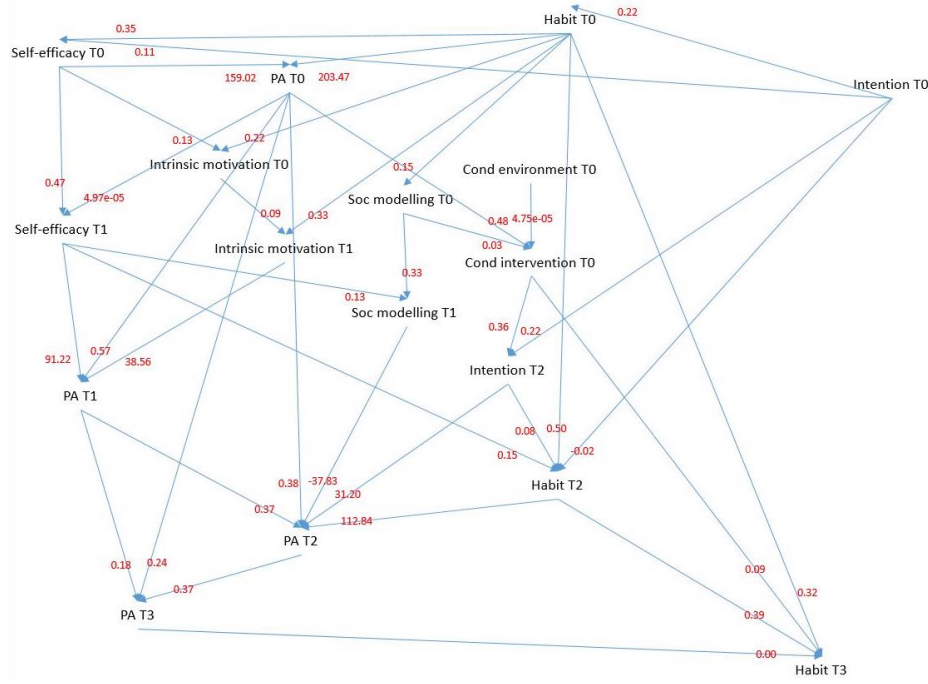 Habit T0
0.22
0.35
Self-efficacy T0
0.11
159.02
PA T0
203.47
Intention T0
0.13
0.22
Intrinsic motivation T0
0.15
Cond environment T0
0.47
4.97e-05
Soc modelling T0
Self-efficacy T1
0.09
0.33
0.48
4.75e-05
Intrinsic motivation T1
0.03
Cond intervention T0
0.33
0.13
Soc modelling T1
0.36
0.22
91.22
0.57
38.56
Intention T2
PA T1
0.08
0.50
-0.02
0.15
Habit T2
0.38
-37.83
31.20
0.37
112.84
PA T2
0.18
0.24
0.37
0.09
0.32
PA T3
0.39
0.00
Habit T3